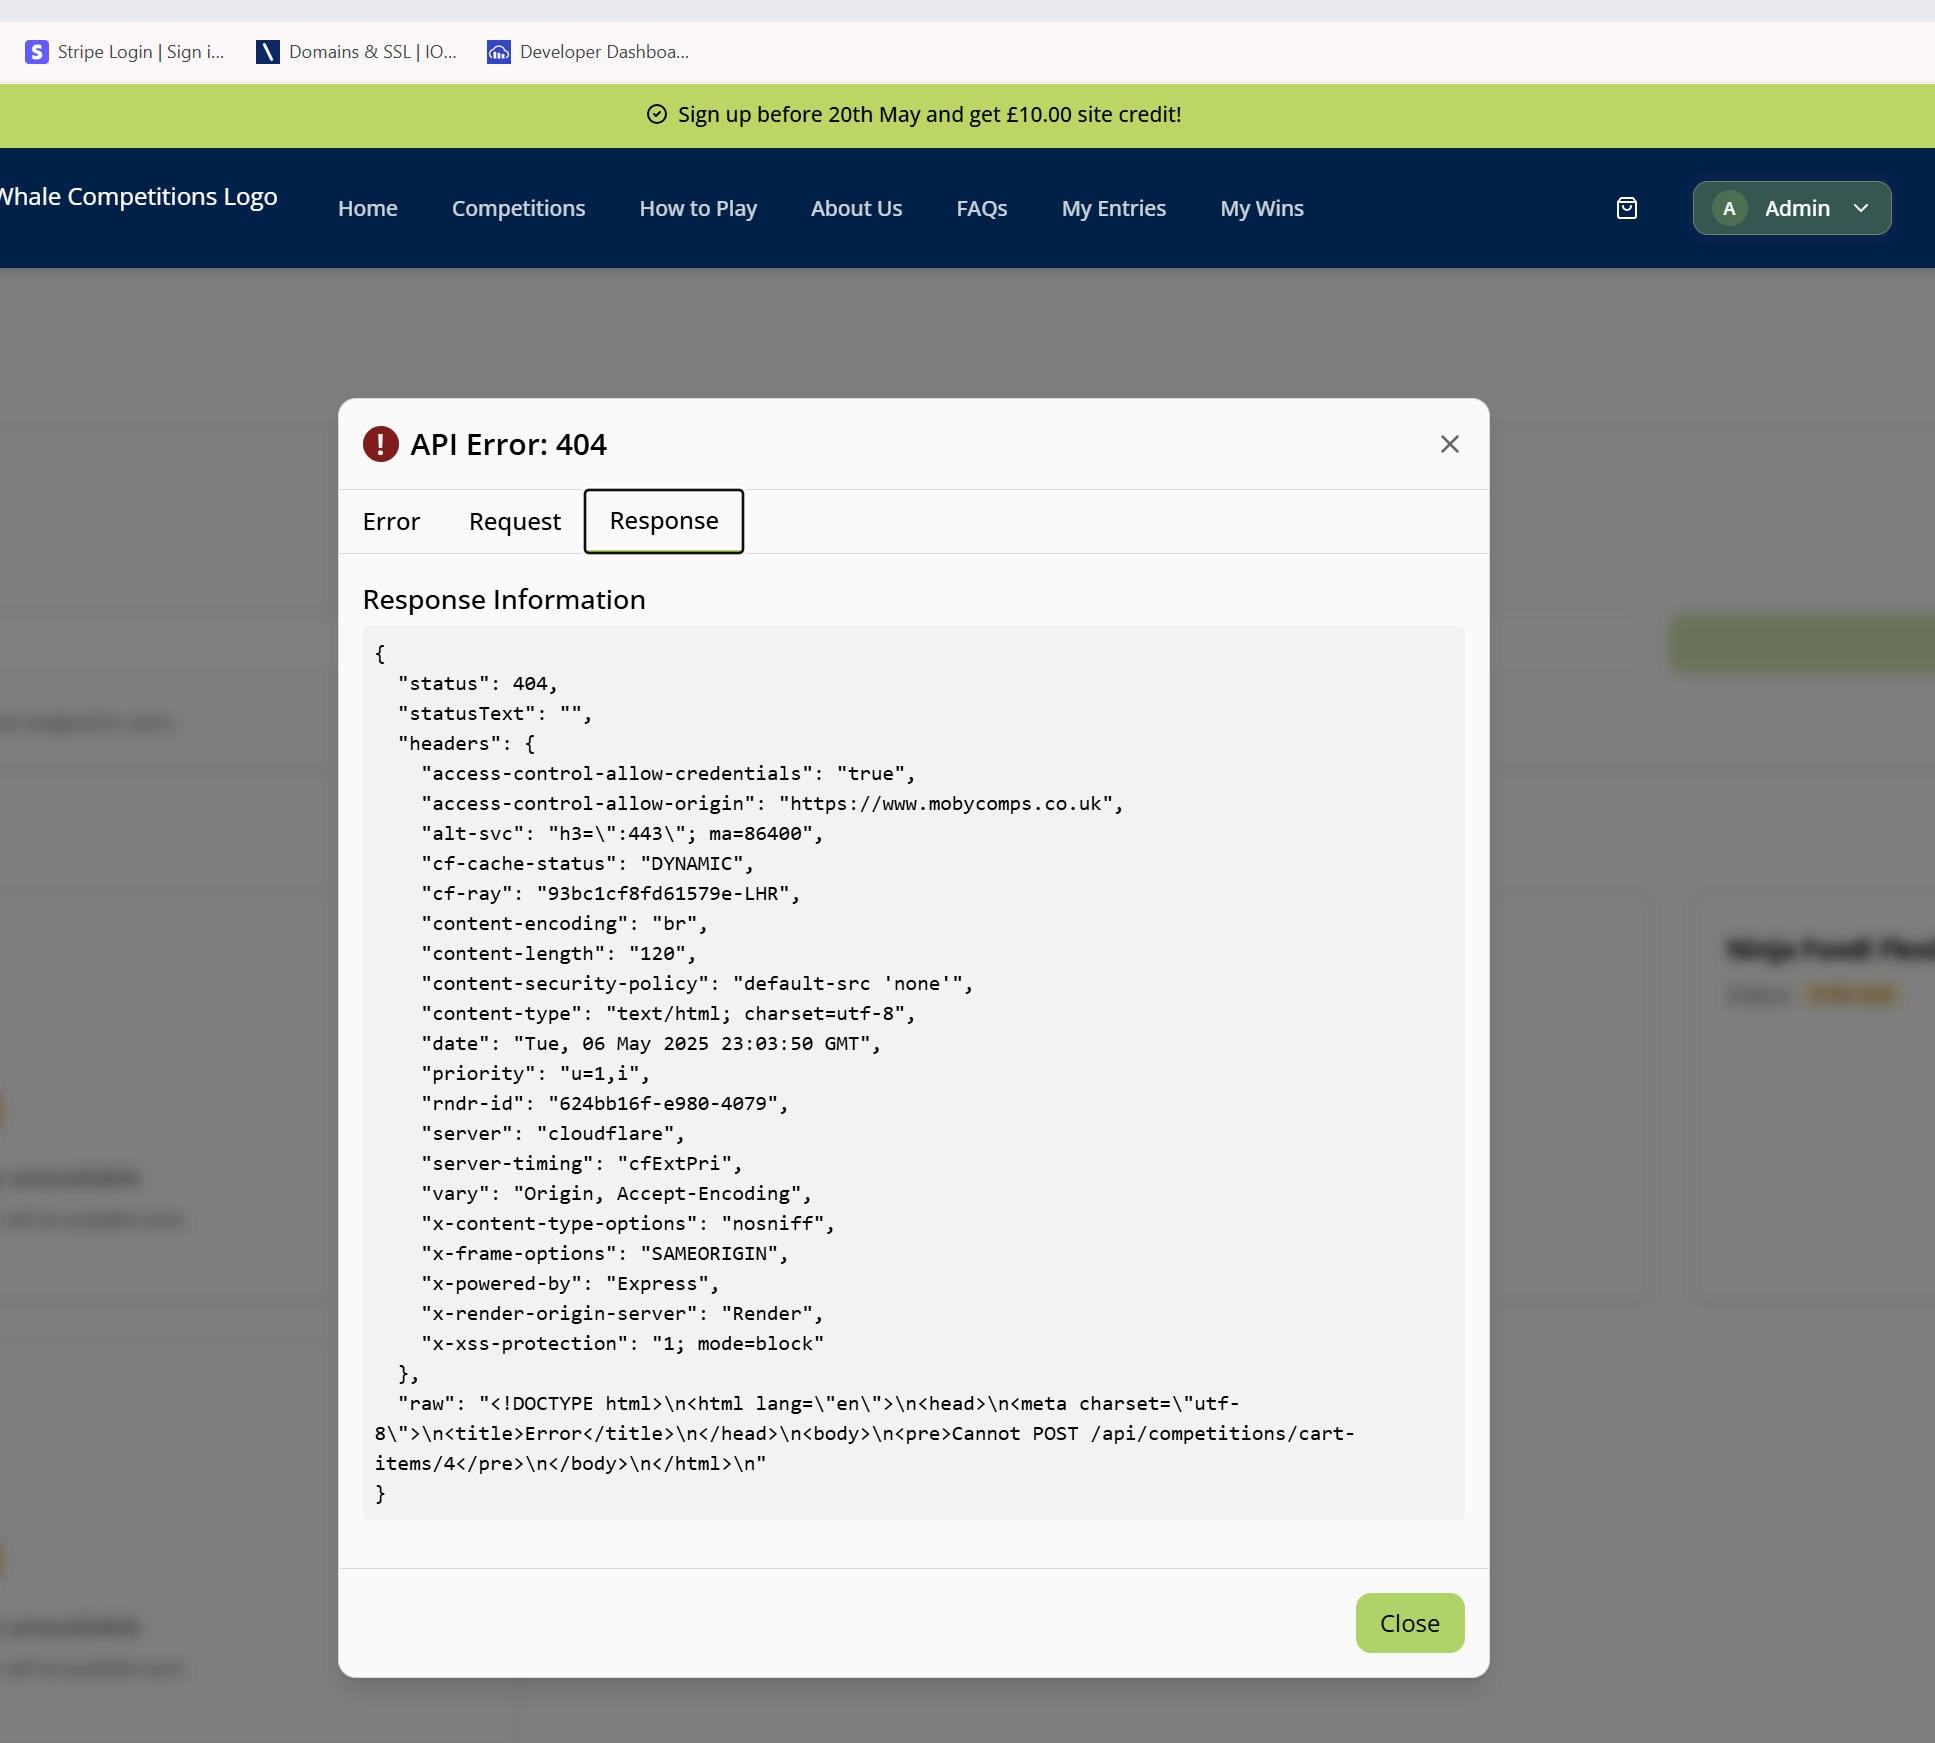 Stripe Login | Sign i...
Domains & SSL | IO...
Developer Dashboa...
Sign up before 20th May and get £10.00 site credit!
Whale Competitions Logo
Home
Competitions
How to Play
About Us
FAQs
My Entries
My Wins
A
Admin
API Error: 404
Error
Request
Response
Response Information
{
  "status": 404,
  "statusText": "",
  "headers": {
    "access-control-allow-credentials": "true",
    "access-control-allow-origin": "https://www.mobycomps.co.uk",
    "alt-svc": "h3=\":443\"; ma=86400",
    "cf-cache-status": "DYNAMIC",
    "cf-ray": "93bc1cf8fd61579e-LHR",
    "content-encoding": "br",
    "content-length": "120",
    "content-security-policy": "default-src 'none'",
    "content-type": "text/html; charset=utf-8",
    "date": "Tue, 06 May 2025 23:03:50 GMT",
    "priority": "u=1,i",
    "rndr-id": "624bb16f-e980-4079",
    "server": "cloudflare",
    "server-timing": "cfExtPri",
    "vary": "Origin, Accept-Encoding",
    "x-content-type-options": "nosniff",
    "x-frame-options": "SAMEORIGIN",
    "x-powered-by": "Express",
    "x-render-origin-server": "Render",
    "x-xss-protection": "1; mode=block"
  },
  "raw": "<!DOCTYPE html>\n<html lang=\"en\">\n<head>\n<meta charset=\"utf-
8\">\n<title>Error</title>\n</head>\n<body>\n<pre>Cannot POST /api/competitions/cart-
items/4</pre>\n</body>\n</html>\n"
}
Close